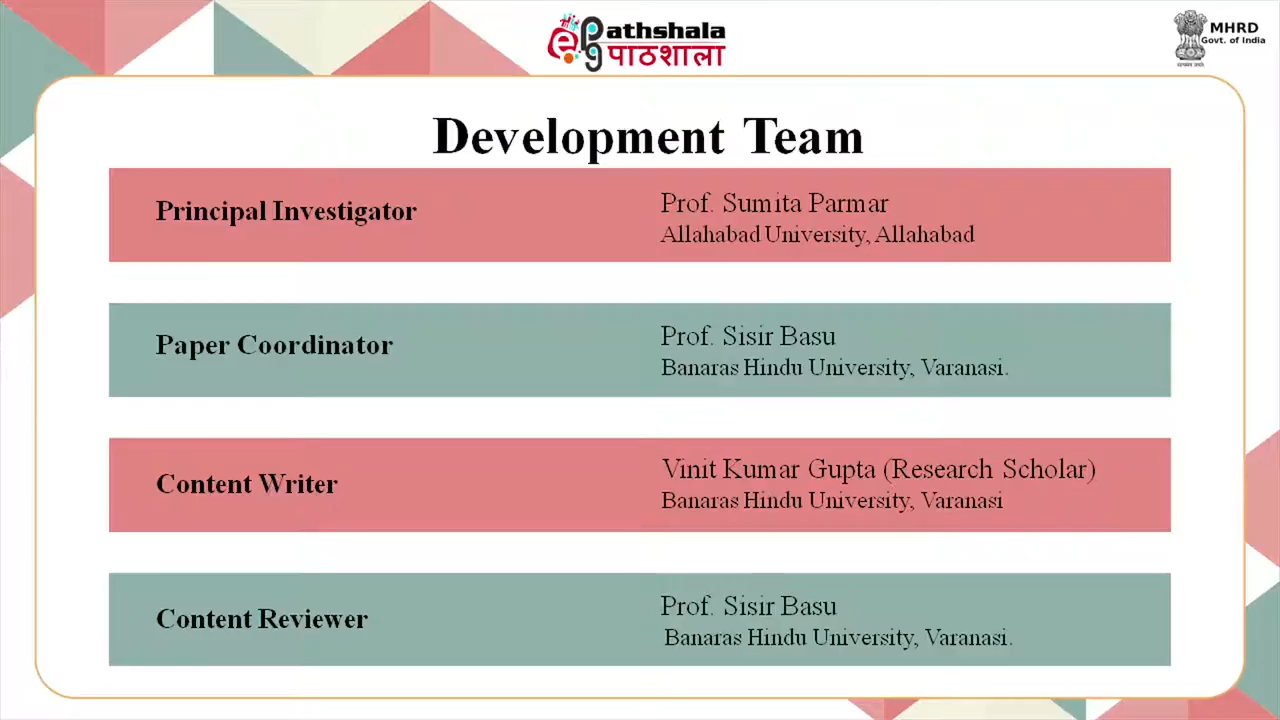 ePG Pathshala
पाठशाला
MHRD
Govt. of India
Development Team
Principal Investigator
Prof. Sumita Parmar
Allahabad University, Allahabad
Paper Coordinator
Prof. Sisir Basu
Banaras Hindu University, Varanasi.
Content Writer
Vinit Kumar Gupta (Research Scholar)
Banaras Hindu University, Varanasi
Content Reviewer
Prof. Sisir Basu
Banaras Hindu University, Varanasi.